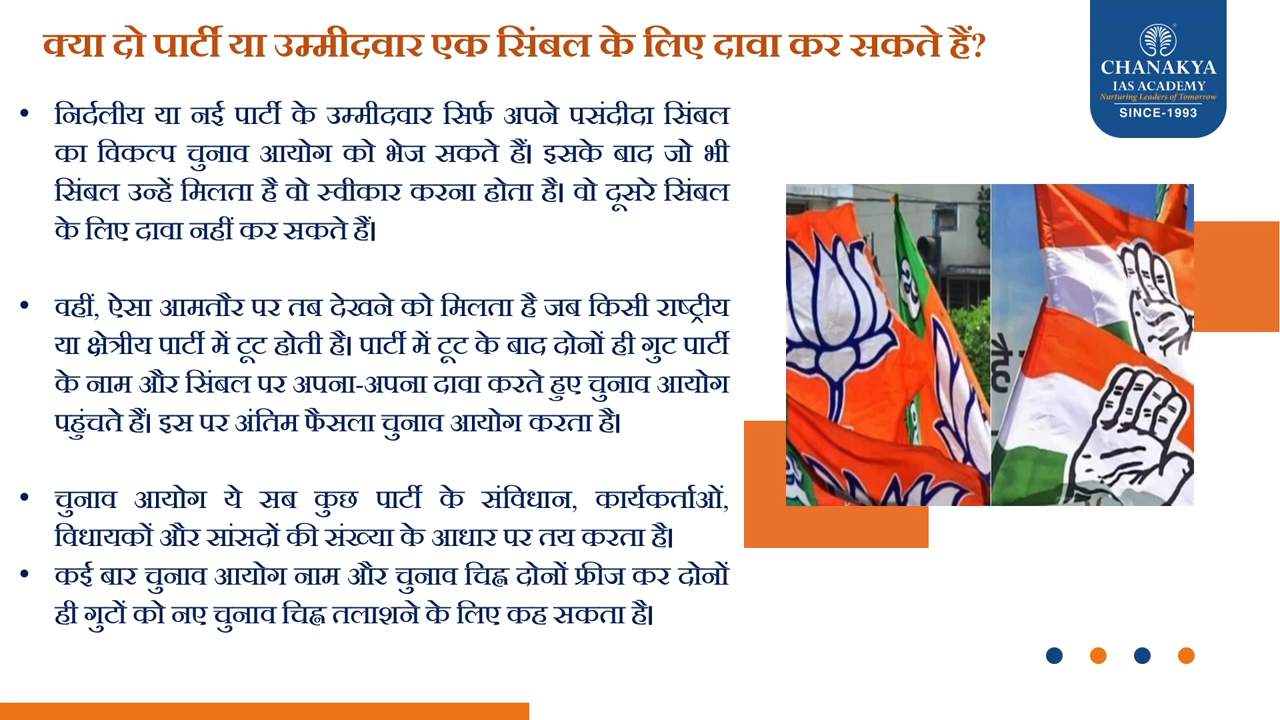 क्या दो पार्टी या उम्मीदवार एक सिंबल के लिए दावा कर सकते हैं?
CHANAKYA
IAS ACADEMY
Nurturing Leaders of Tomorrow
SINCE-1993
• निर्दलीय या नई पार्टी के उम्मीदवार सिर्फ अपने पसंदीदा सिंबल
का विकल्प चुनाव आयोग को भेज सकते हैं। इसके बाद जो भी
सिंबल उन्हें मिलता है वो स्वीकार करना होता है। वो दूसरे सिंबल
के लिए दावा नहीं कर सकते हैं।
• वहीं, ऐसा आमतौर पर तब देखने को मिलता है जब किसी राष्ट्रीय
या क्षेत्रीय पार्टी में टूट होती है। पार्टी में टूट के बाद दोनों ही गुट पार्टी
के नाम और सिंबल पर अपना-अपना दावा करते हुए चुनाव आयोग
पहुंचते हैं। इस पर अंतिम फैसला चुनाव आयोग करता है।
• चुनाव आयोग ये सब कुछ पार्टी के संविधान, कार्यकर्ताओं,
विधायकों और सांसदों की संख्या के आधार पर तय करता है।
• कई बार चुनाव आयोग नाम और चुनाव चिह्न दोनों फ्रीज कर दोनों
ही गुटों को नए चुनाव चिह्न तलाशने के लिए कह सकता है।